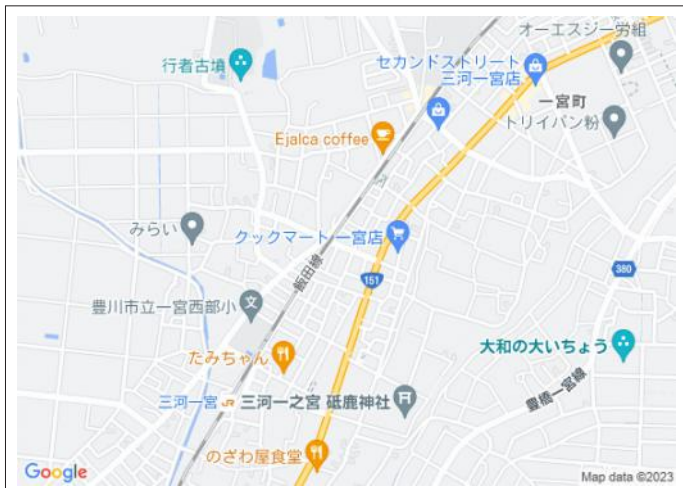 オーエスジー労組
セカンドストリート
三河一宮店
行者古墳
一宮町
トリイパン粉
Ejalca coffee
みらい
クックマート 一宮店
飯田線
151
380
豊川市立一宮西部小
大和の大いちょう
たみちゃん
豊橋一宮線
三河一宮
三河一之宮 砥鹿神社
のざわ屋食堂
Google
Map data ©2023